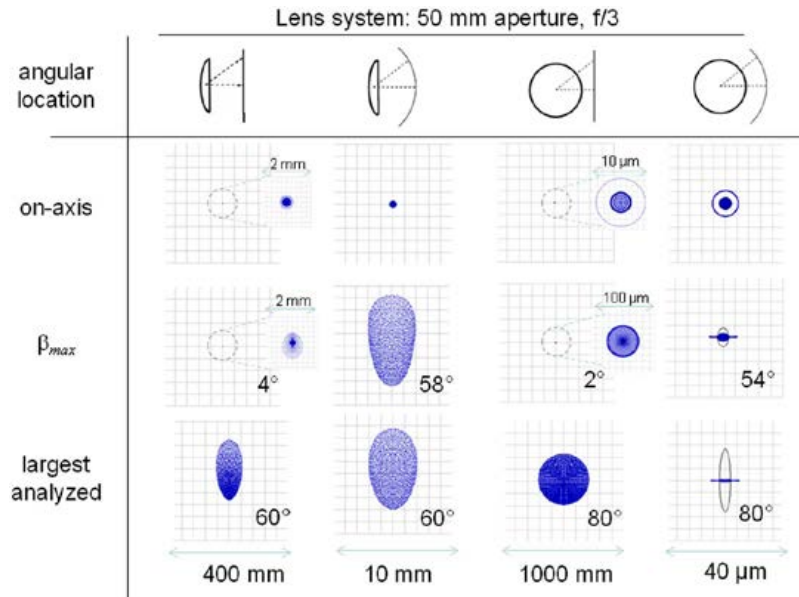 Lens system: 50 mm aperture, f/3
angular
location
on-axis
2 mm
10 µm
βmax
2 mm
4°
58°
100 µm
2°
54°
largest
analyzed
60°
60°
80°
80°
400 mm
10 mm
1000 mm
40 µm